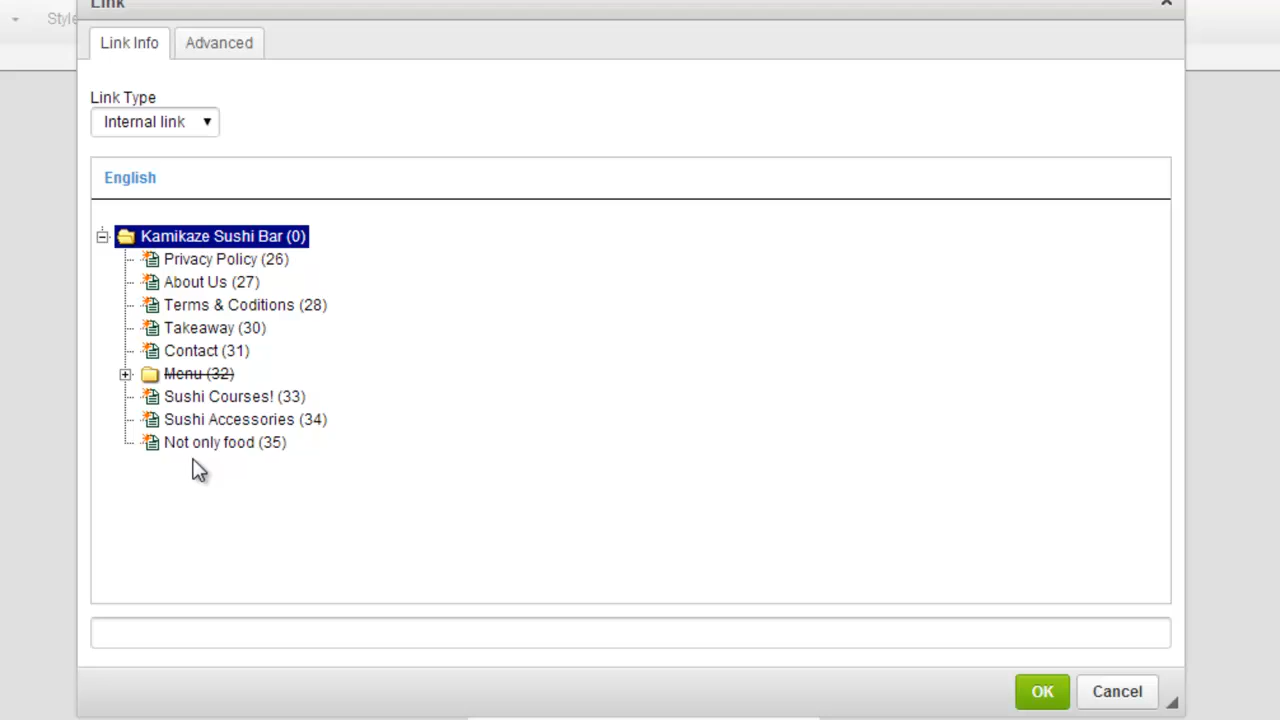 Style
Link
Link Info
Advanced
Link Type
Internal link
English
Kamikaze Sushi Bar (0)
Privacy Policy (26)
About Us (27)
Terms & Coditions (28)
Takeaway (30)
Contact (31)
Menu (32)
Sushi Courses! (33)
Sushi Accessories (34)
Not only food (35)
OK
Cancel